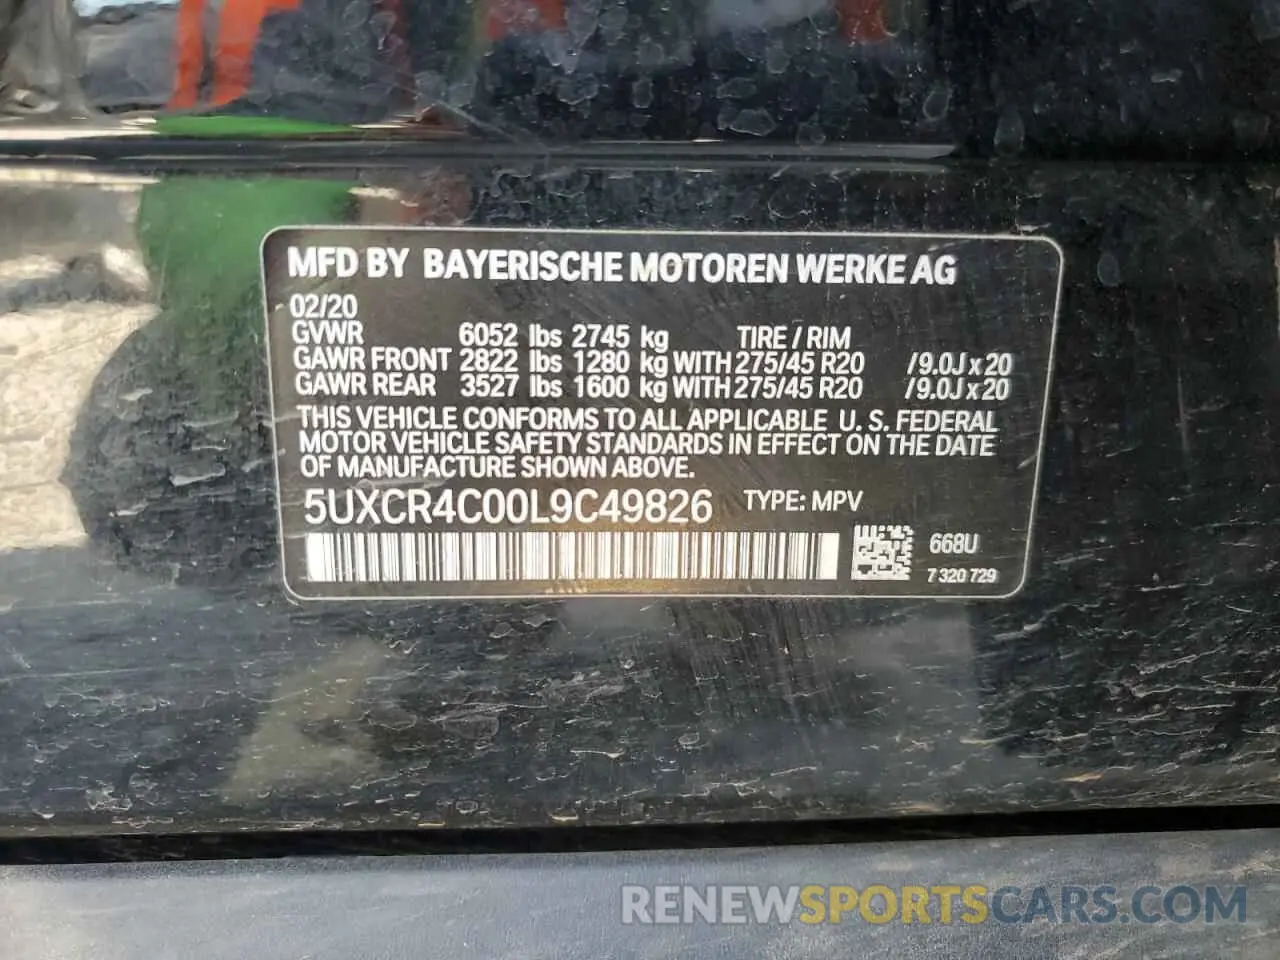 MFD BY BAYERISCHE MOTOREN WERKE AG
02/20
GVWR 6052 lbs 2745 kg TIRE / RIM
GAWR FRONT 2822 lbs 1280 kg WITH 275/45 R20 / 9.0J x 20
GAWR REAR 3527 lbs 1600 kg WITH 275/45 R20 / 9.0J x 20
THIS VEHICLE CONFORMS TO ALL APPLICABLE U. S. FEDERAL
MOTOR VEHICLE SAFETY STANDARDS IN EFFECT ON THE DATE
OF MANUFACTURE SHOWN ABOVE.
5UXCR4C00L9C49826 TYPE: MPV
668U
7 320 729
RENEWSPORTSCARS.COM